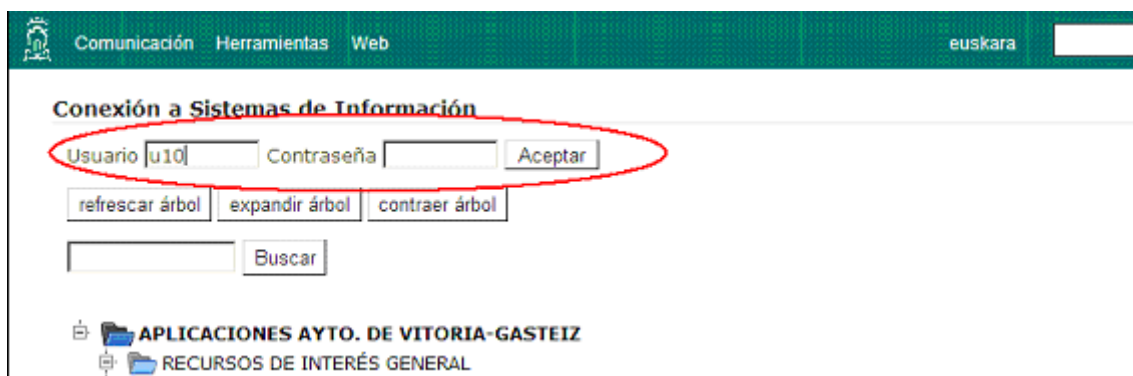 Comunicación Herramientas Web euskara
Conexión a Sistemas de Información
Usuario u10 Contraseña Aceptar
refrescar árbol expandir árbol contraer árbol
Buscar
APLICACIONES AYTO. DE VITORIA-GASTEIZ
RECURSOS DE INTERÉS GENERAL